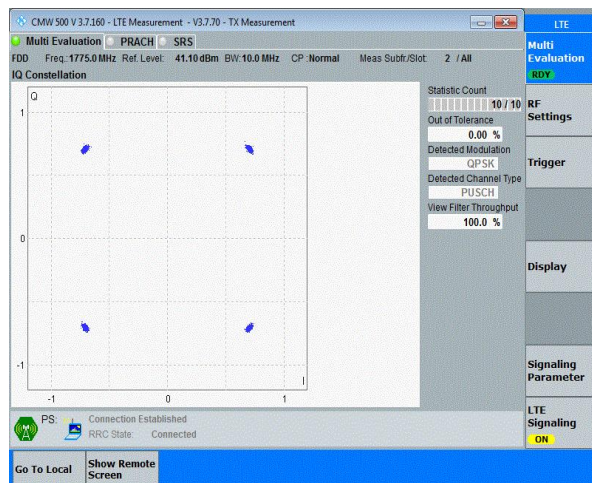 CMW 500 V 3.7.160 - LTE Measurement - V3.7.70 - TX Measurement
LTE
Multi Evaluation PRACH SRS
FDD Freq.:1775.0 MHz Ref. Level: 41.10 dBm BW:10.0 MHz CP :Normal Meas Subfr./Slot: 2 / All
IQ Constellation
Multi
Evaluation
RDY
Q
1
0
-1
-1 0 1
I
Statistic Count
10 / 10
Out of Tolerance
0.00 %
Detected Modulation
QPSK
Detected Channel Type
PUSCH
View Filter Throughput
100.0 %
RF
Settings
Trigger
Display
Signaling
Parameter
LTE
Signaling
ON
PS: Connection Established
RRC State: Connected
Go To Local
Show Remote
Screen